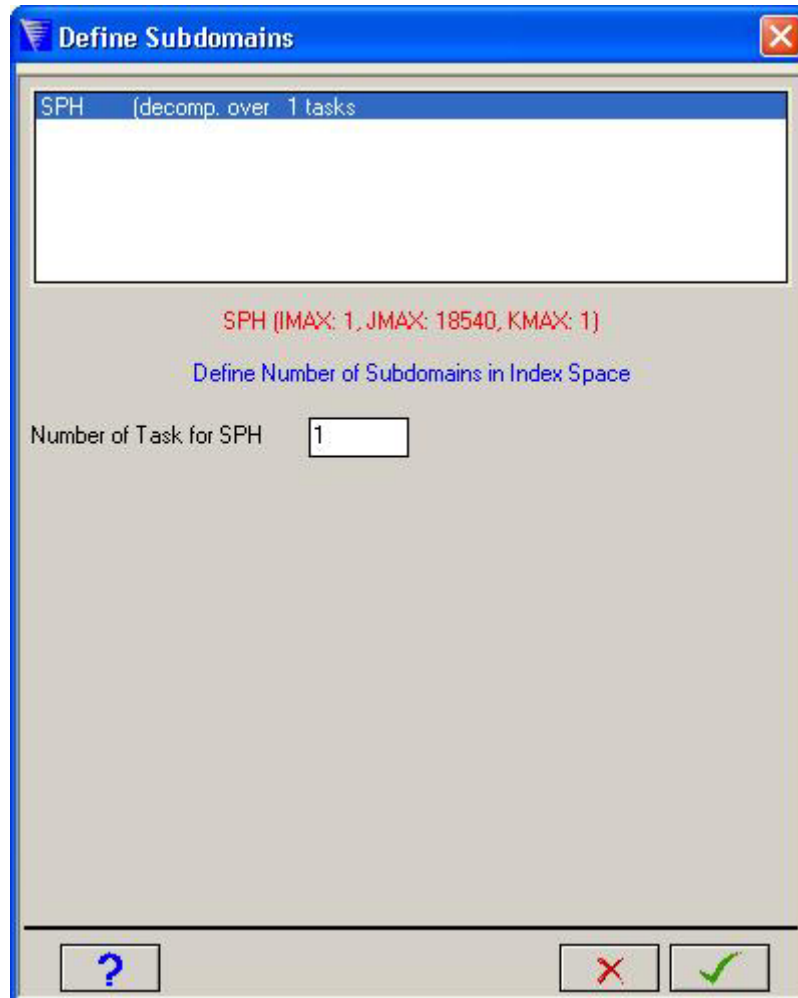 Define Subdomains
SPH (decomp. over 1 tasks
SPH (IMAX: 1, JMAX: 18540, KMAX: 1)
Define Number of Subdomains in Index Space
Number of Task for SPH 1
?